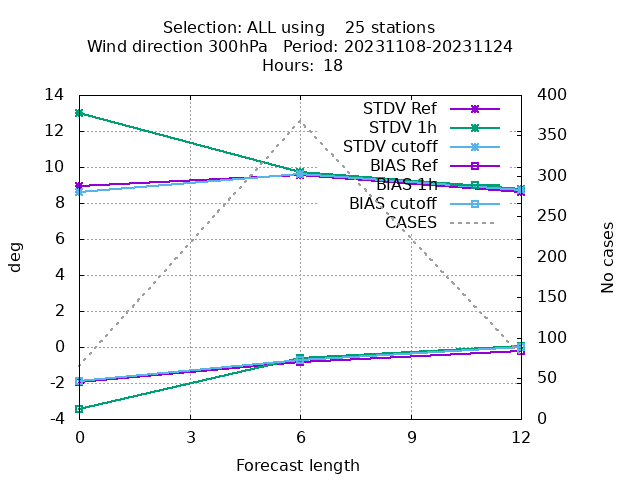 Selection: ALL using    25 stations
Wind direction 300hPa   Period: 20231108-20231124
Hours: 18
STDV Ref
STDV 1h
STDV cutoff
BIAS Ref
BIAS 1h
BIAS cutoff
CASES
deg
14
12
10
8
6
4
2
0
-2
-4
No cases
400
350
300
250
200
150
100
50
0
0 3 6 9 12
Forecast length